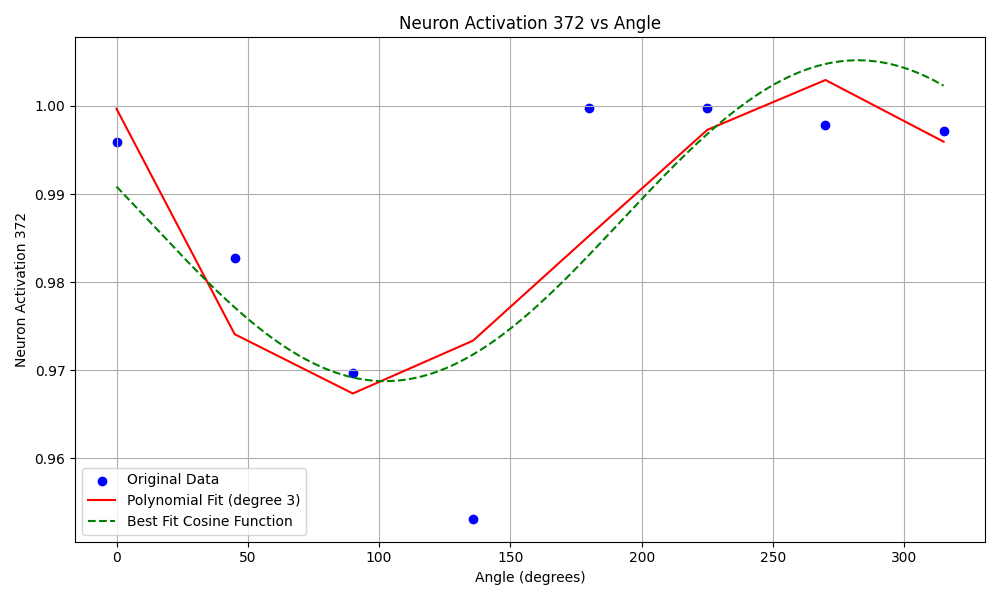 Neuron Activation 372 vs Angle
Neuron Activation 372
1.00
0.99
0.98
0.97
0.96
Original Data
Polynomial Fit (degree 3)
Best Fit Cosine Function
0 50 100 150 200 250 300
Angle (degrees)